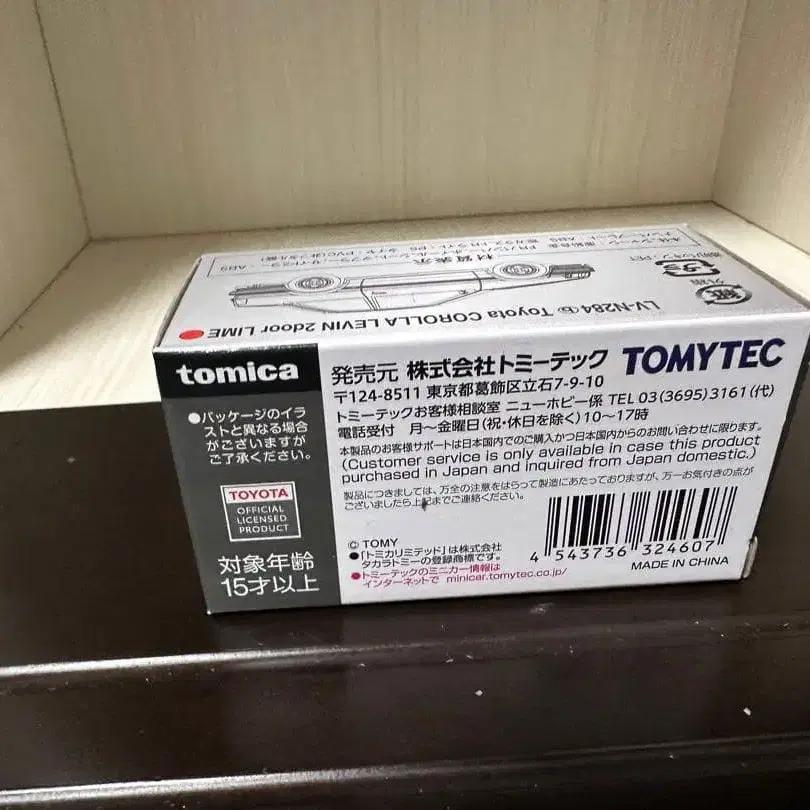 LV-N284 b Toyota COROLLA LEVIN 2door LIME
材質表示
紙
外箱
プラ
tomica
●パッケージのイラ
ストと異なる場合
がございますが
ご了承ください。
TOYOTA
OFFICIAL
LICENSED
PRODUCT
対象年齢
15才以上
発売元 株式会社トミーテック TOMYTEC
〒124-8511 東京都葛飾区立石7-9-10
トミーテックお客様相談室 ニューホビー係 TEL 03(3695)3161(代)
電話受付 月〜金曜日(祝・休日を除く)10〜17時
本製品のお客様サポートは日本国内でのご購入かつ日本国内からのお問い合わせに限ります。
(Customer service is only available in case this product
purchased in Japan and inquired from Japan domestic.)
製品につきましては、万全の注意をはらって製造にあたっておりますが、万一お気付きの点が
ございましたら上記までご連絡ください。
© TOMY
●「トミカリミテッド」は株式会社
タカラトミーの登録商標です。
●トミーテックのミニカー情報は
インターネットで minicar.tomytec.co.jp/
4 543736 324607
MADE IN CHINA